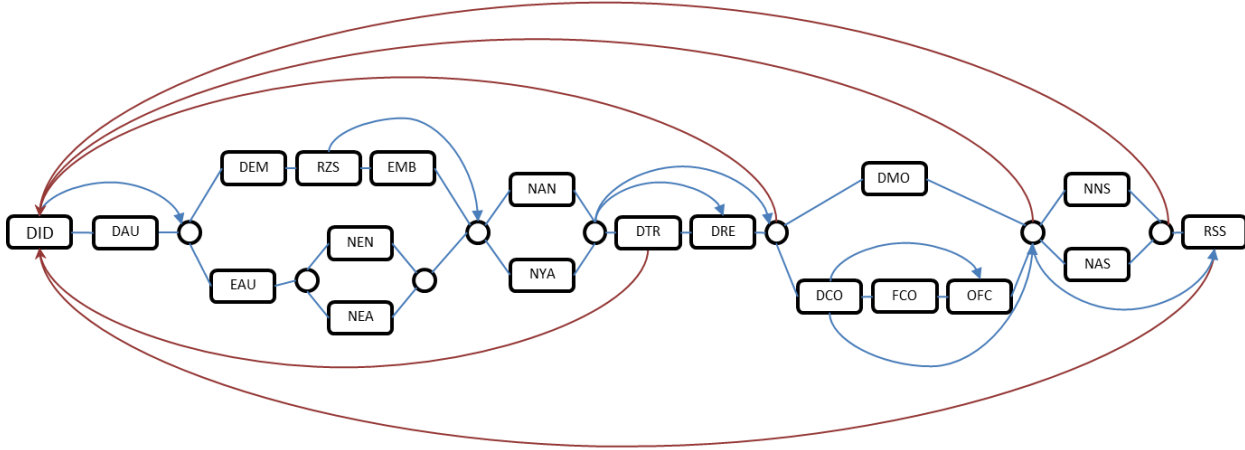 DID
DAU
DEM
RZS
EMB
EAU
NEN
NEA
NAN
NYA
DTR
DRE
DMO
DCO
FCO
OFC
NNS
NAS
RSS